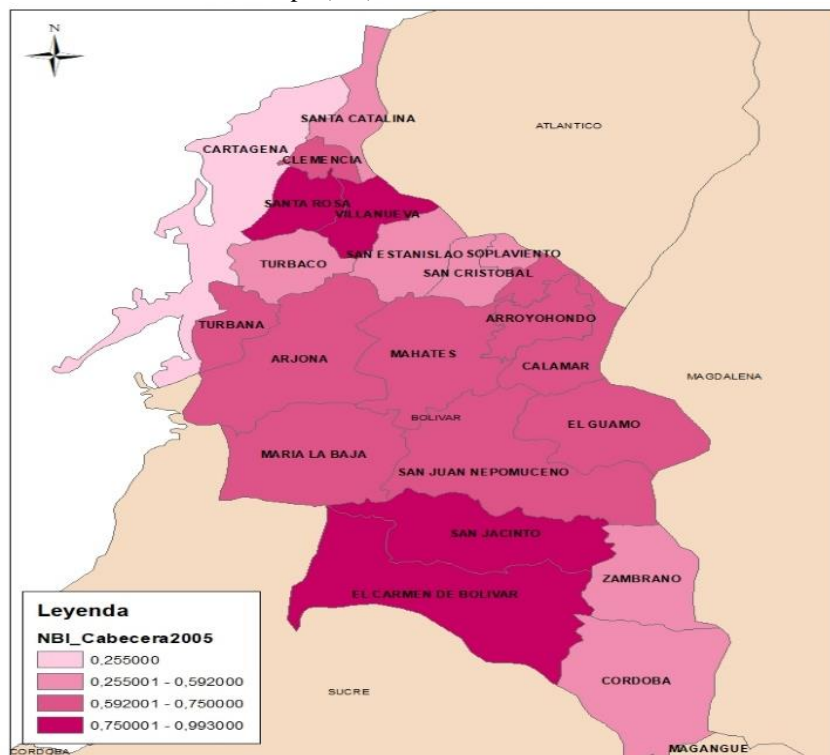 N
SANTA CATALINA
ATLANTICO
CARTAGENA
CLEMENCIA
SANTA ROSA
VILLANUEVA
SAN ESTANISLAO
SOPLAVIENTO
TURBACO
SAN CRISTOBAL
TURBANA
ARROYOHONDO
ARJONA
MAHATES
CALAMAR
MAGDALENA
BOLIVAR
EL GUAMO
MARIA LA BAJA
SAN JUAN NEPOMUCENO
SAN JACINTO
ZAMBRANO
EL CARMEN DE BOLIVAR
Leyenda
NBI_Cabecera2005
0,255000
0,255001 - 0,592000
0,592001 - 0,750000
0,750001 - 0,993000
CORDOBA
SUCRE
MAGANGUE
CORDOBA